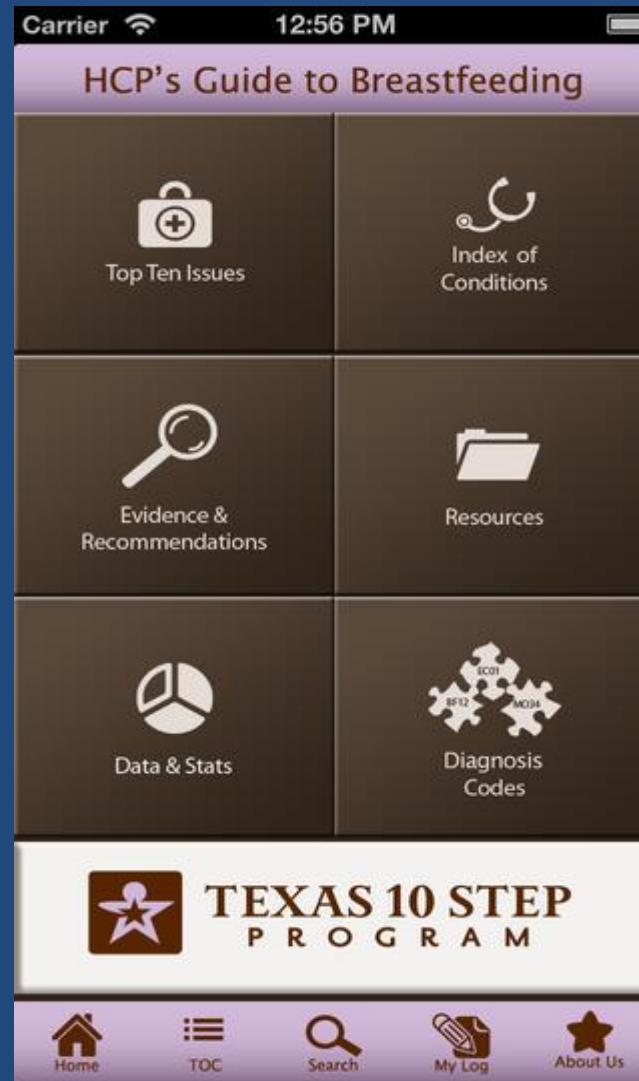 Carrier 12:56 PM
HCP's Guide to Breastfeeding
Top Ten Issues
Index of
Conditions
Evidence &
Recommendations
Resources
Data & Stats
EC01
BF12
MO34
Diagnosis
Codes
TEXAS 10 STEP
PROGRAM
Home
TOC
Search
My Log
About Us